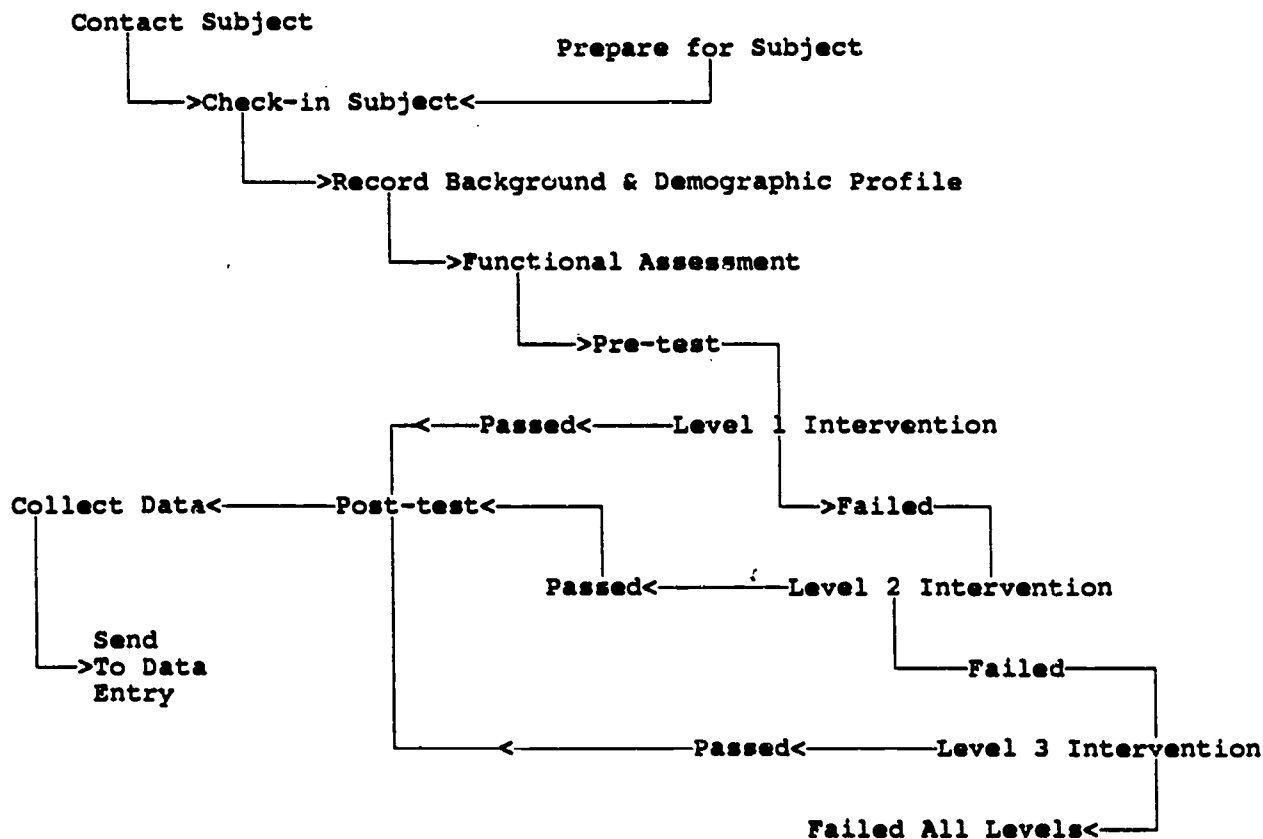 Contact Subject
Prepare for Subject
>Check-in Subject<
>Record Background & Demographic Profile
>Functional Assessment
>Pre-test
< Passed< Level 1 Intervention
Collect Data< Post-test< >Failed
Passed< Level 2 Intervention
Send
>To Data Failed
Entry
< Passed< Level 3 Intervention
Failed All Levels<